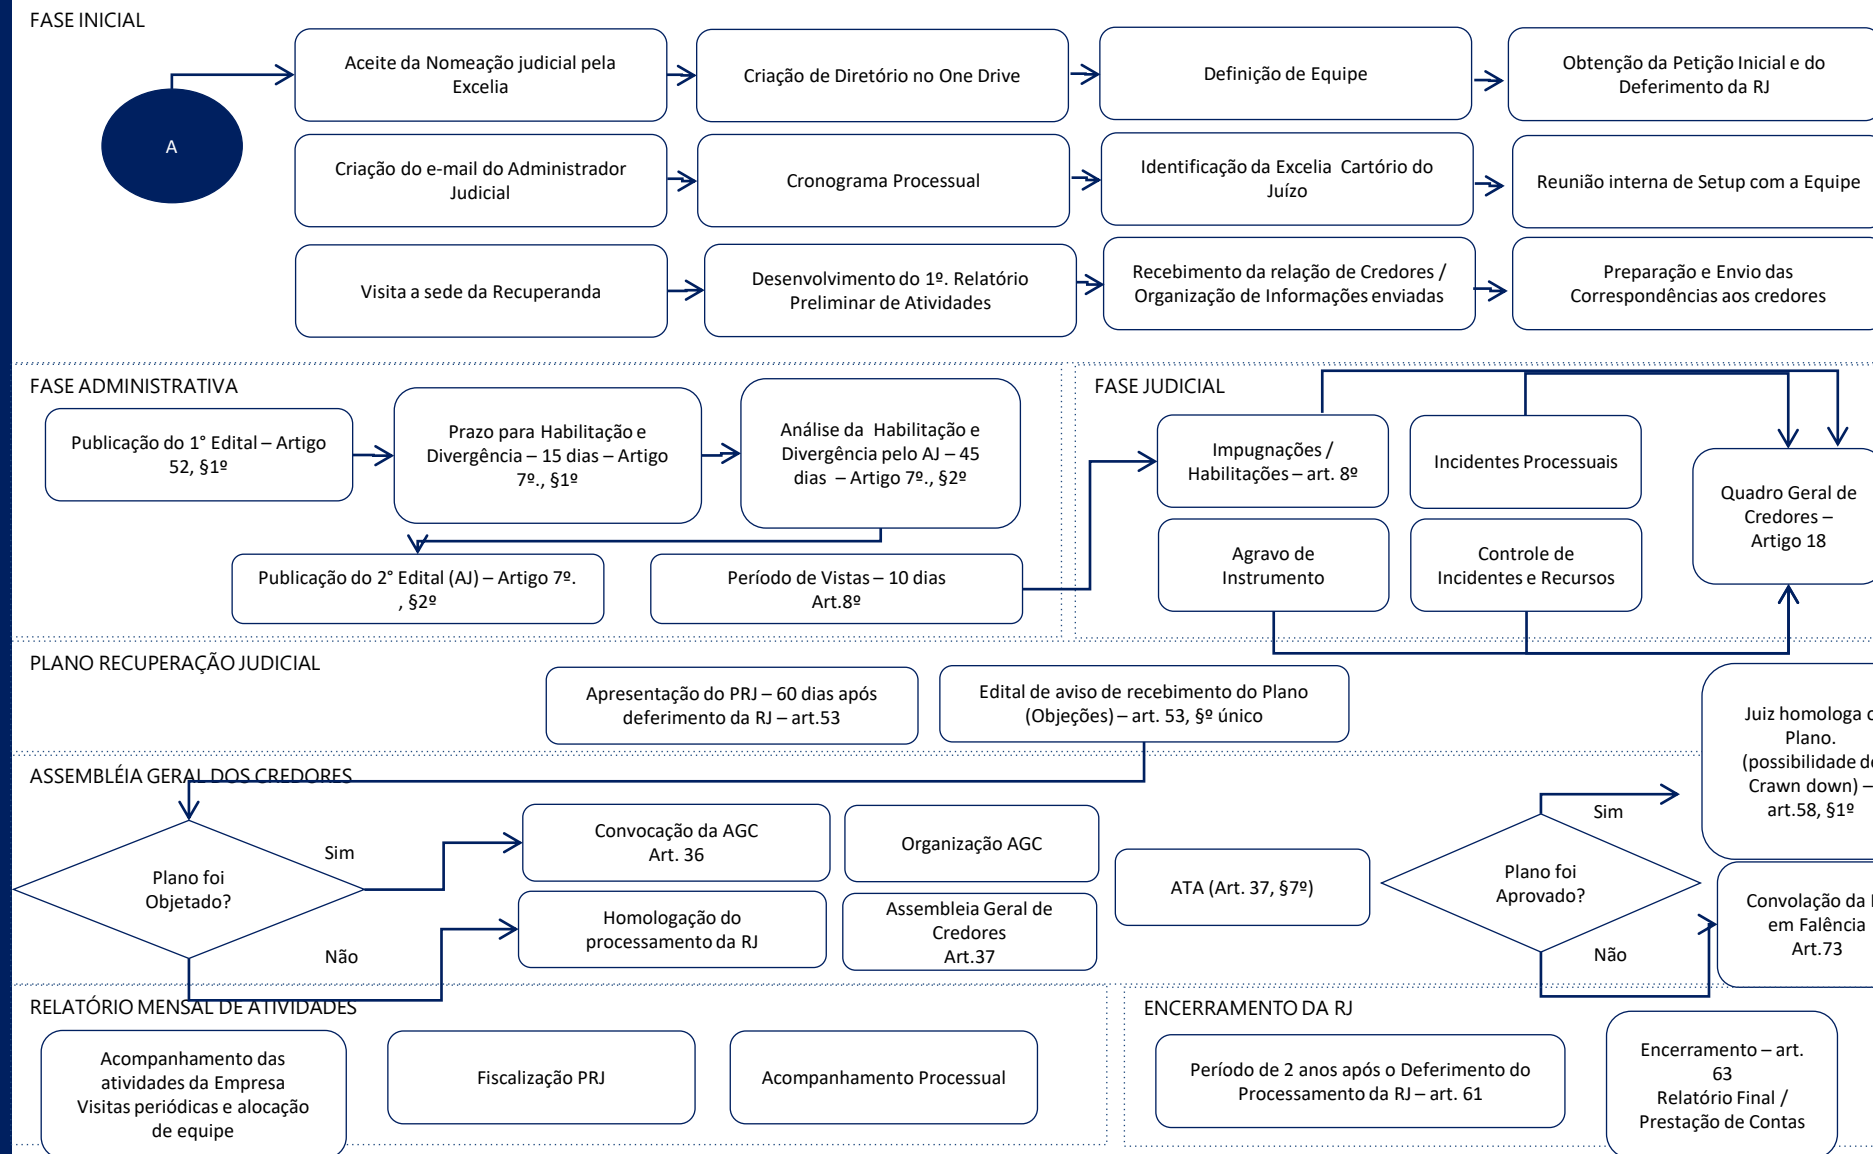 FASE INICIAL
A
Aceite da Nomeação judicial pela
Excelia
Criação de Diretório no One Drive
Definição de Equipe
Obtenção da Petição Inicial e do
Deferimento da RJ
Criação do e-mail do Administrador
Judicial
Cronograma Processual
Identificação da Excelia Cartório do
Juízo
Reunião interna de Setup com a Equipe
Visita a sede da Recuperanda
Desenvolvimento do 1º. Relatório
Preliminar de Atividades
Recebimento da relação de Credores /
Organização de Informações enviadas
Preparação e Envio das
Correspondências aos credores
FASE ADMINISTRATIVA
Publicação do 1° Edital – Artigo
52, §1º
Prazo para Habilitação e
Divergência – 15 dias – Artigo
7º., §1º
Análise da Habilitação e
Divergência pelo AJ – 45
dias – Artigo 7º., §2º
Publicação do 2° Edital (AJ) – Artigo 7º.
, §2º
Período de Vistas – 10 dias
Art.8º
FASE JUDICIAL
Impugnações /
Habilitações – art. 8º
Incidentes Processuais
Agravo de
Instrumento
Controle de
Incidentes e Recursos
Quadro Geral de
Credores –
Artigo 18
PLANO RECUPERAÇÃO JUDICIAL
Apresentação do PRJ – 60 dias após
deferimento da RJ – art.53
Edital de aviso de recebimento do Plano
(Objeções) – art. 53, §º único
Juiz homologa
Plano.
(possibilidade
Crawn down) –
art.58, §1º
ASSEMBLÉIA GERAL DOS CREDORES
Plano foi
Objetado?
Sim
Não
Convocação da AGC
Art. 36
Organização AGC
Homologação do
processamento da RJ
Assembleia Geral de
Credores
Art.37
ATA (Art. 37, §7º)
Plano foi
Aprovado?
Sim
Não
Convolação da
em Falência
Art.73
RELATÓRIO MENSAL DE ATIVIDADES
Acompanhamento das
atividades da Empresa
Visitas periódicas e alocação
de equipe
Fiscalização PRJ
Acompanhamento Processual
ENCERRAMENTO DA RJ
Período de 2 anos após o Deferimento do
Processamento da RJ – art. 61
Encerramento – art.
63
Relatório Final /
Prestação de Contas